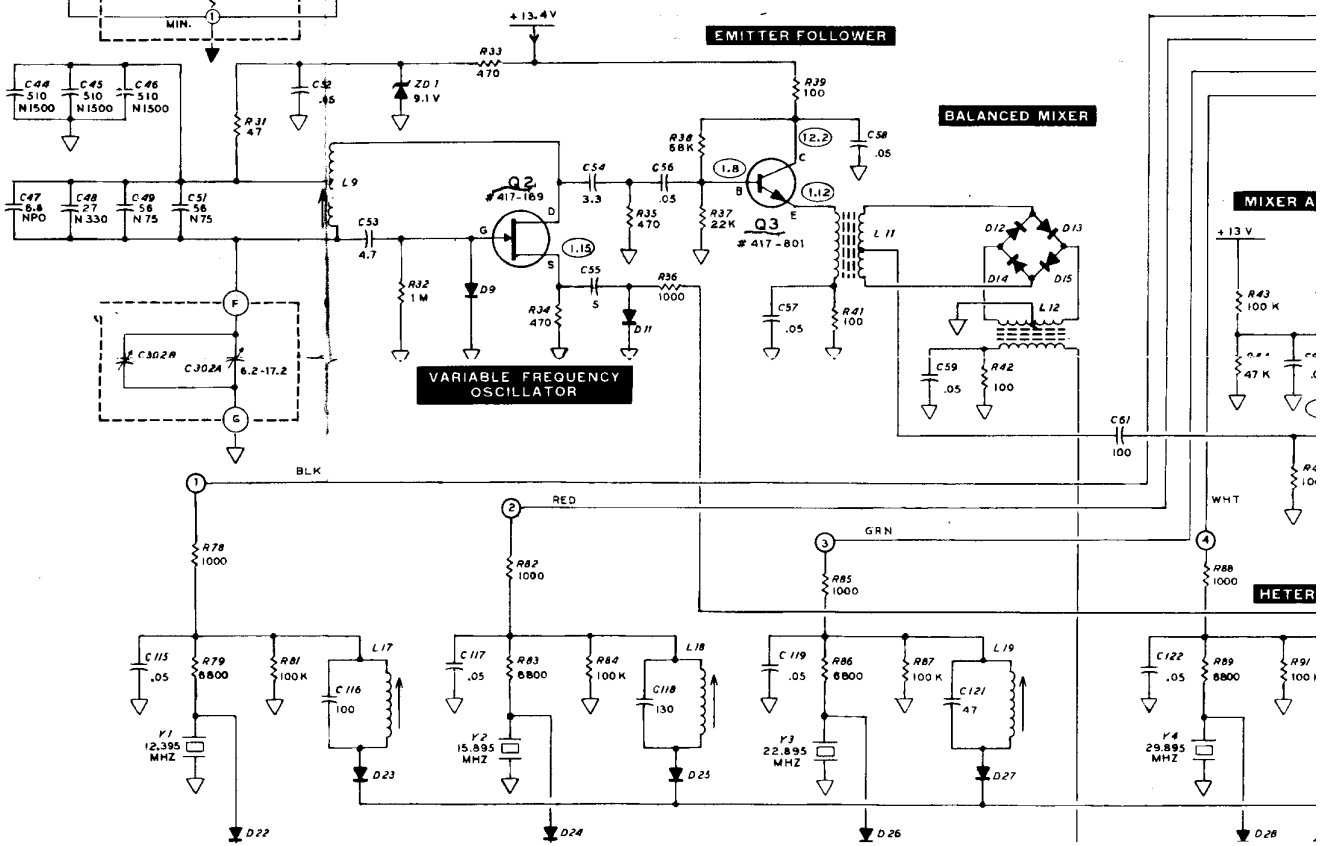 MIN.
1
+13.4V
EMITTER FOLLOWER
C44
510
N1500
C45
510
N1500
C46
510
N1500
R31
47
C52
.05
ZD1
9.1V
R33
470
R39
100
BALANCED MIXER
R38
68K
12.2
C58
.05
C47
6.8
NPO
C48
27
N330
C49
56
N75
C51
56
N75
L9
Q2
#417-169
C54
3.3
C56
.05
1.8
B
C
E
1.12
R35
470
R37
22K
Q3
#417-801
L11
D12
D13
D14
D15
MIXER A
+13V
C53
4.7
G
D
S
1.15
R32
1M
D9
C55
5
R36
1000
R34
470
D11
C57
.05
R41
100
L12
R43
100K
47K
F
C302B
C302A
6.2-17.2
G
VARIABLE FREQUENCY
OSCILLATOR
C59
.05
R42
100
C61
100
BLK
1
RED
2
GRN
3
WHT
4
R78
1000
R82
1000
R85
1000
R88
1000
HETER
C115
.05
R79
6800
R81
100K
L17
C116
100
C117
.05
R83
6800
R84
100K
L18
C118
130
C119
.05
R86
6800
R87
100K
L19
C121
47
C122
.05
R89
6800
R91
Y1
12.395
MHZ
D23
Y2
15.895
MHZ
D25
Y3
22.895
MHZ
D27
Y4
29.895
MHZ
D22
D24
D26
D28